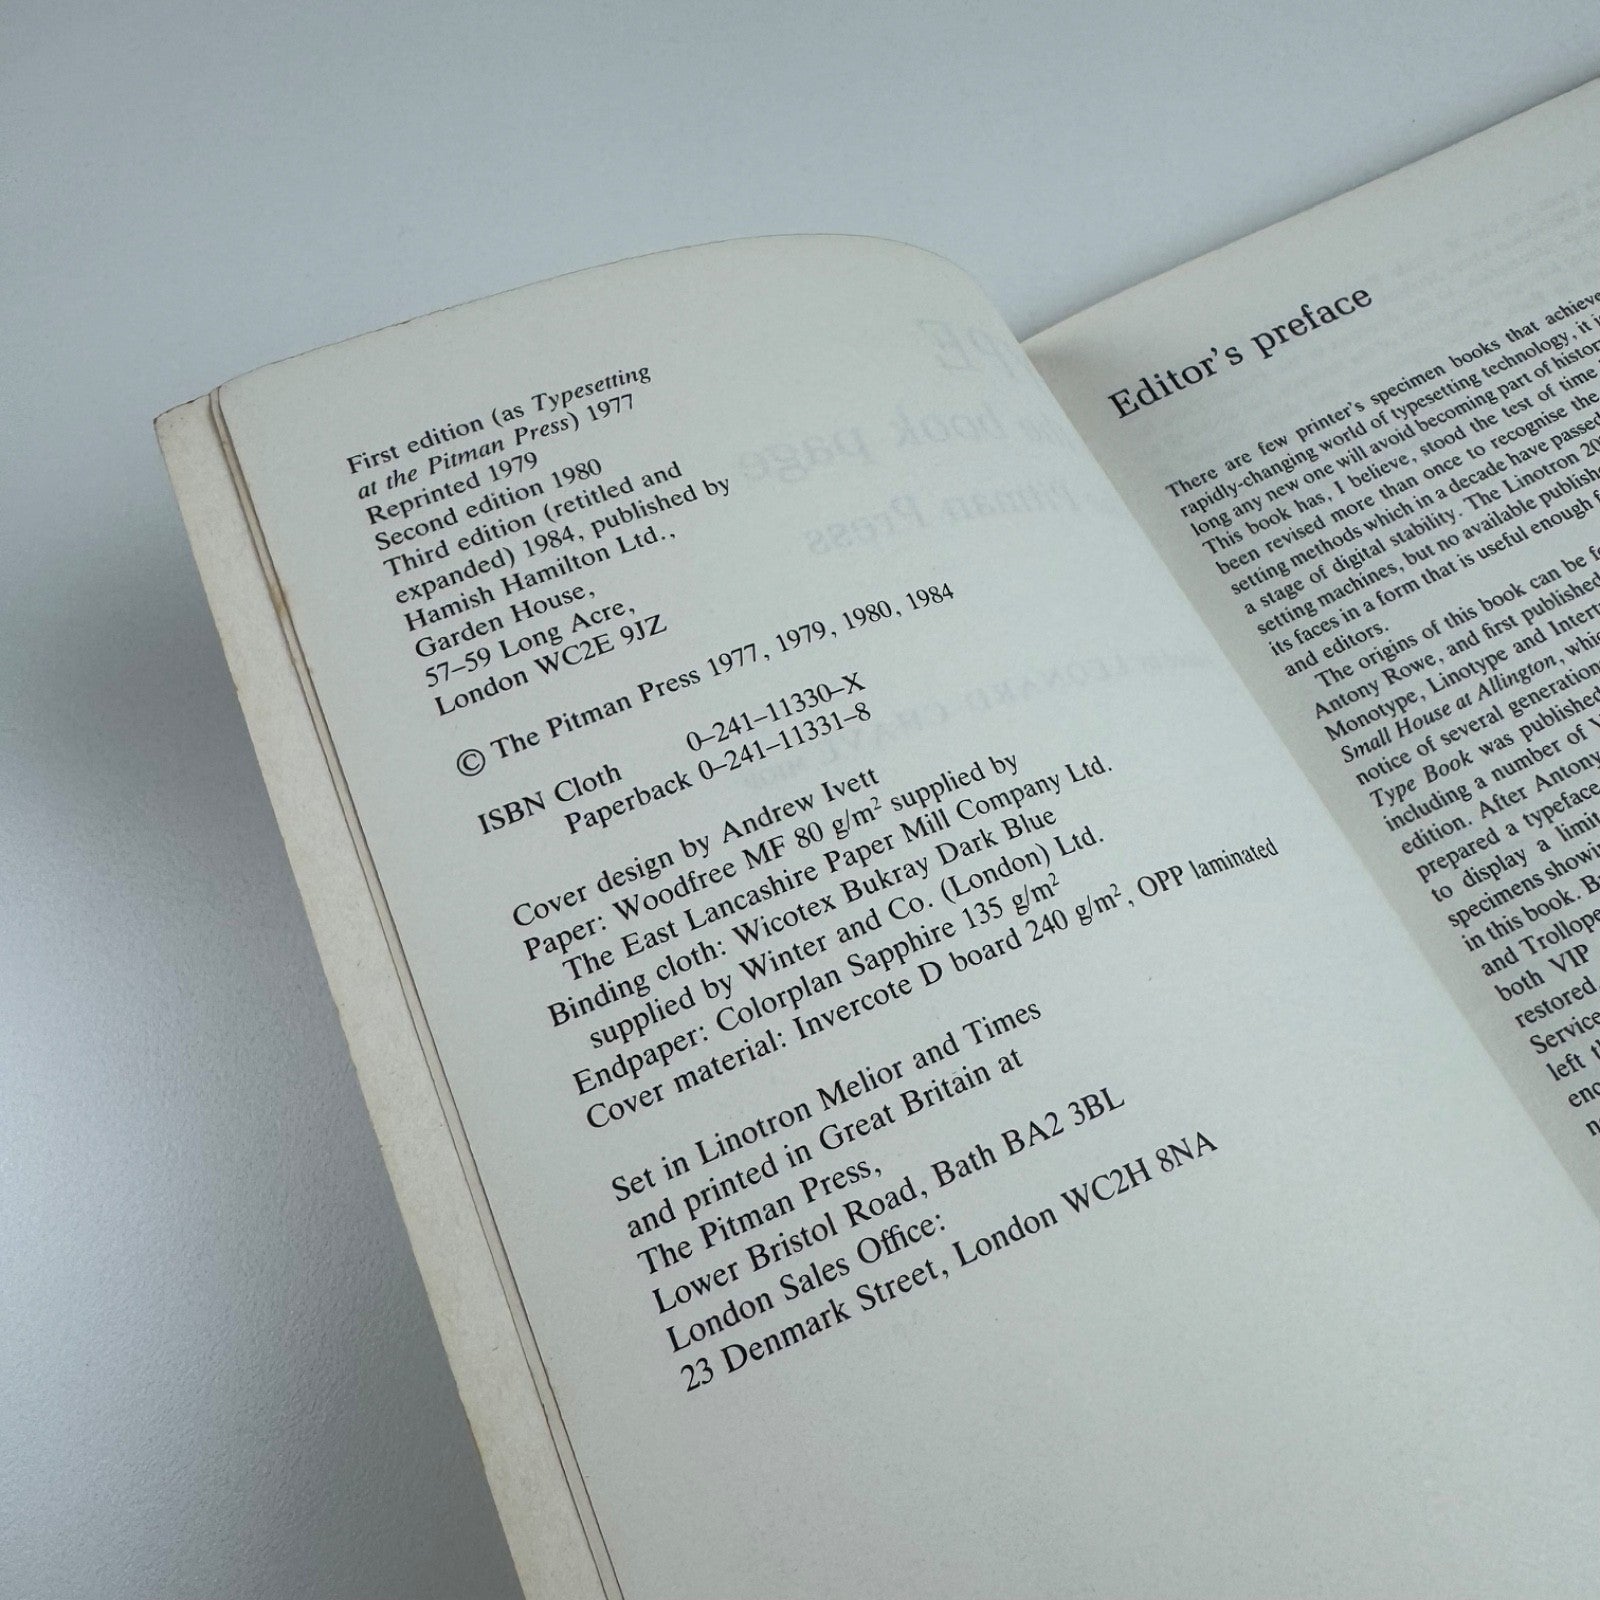 First edition (as Typesetting
at the Pitman Press) 1977
Reprinted 1979
Second edition 1980
Third edition (retitled and
expanded) 1984, published by
Hamish Hamilton Ltd.,
Garden House,
57–59 Long Acre,
London WC2E 9JZ
© The Pitman Press 1977, 1979, 1980, 1984
ISBN Cloth 0–241–11330–X
Paperback 0–241–11331–8
Cover design by Andrew Ivett
Paper: Woodfree MF 80 g/m² supplied by
The East Lancashire Paper Mill Company Ltd.
Binding cloth: Wicotex Bukray Dark Blue
supplied by Winter and Co. (London) Ltd.
Endpaper: Colorplan Sapphire 135 g/m²
Cover material: Invercote D board 240 g/m², OPP laminated
Set in Linotron Melior and Times
and printed in Great Britain at
The Pitman Press,
Lower Bristol Road, Bath BA2 3BL
London Sales Office:
23 Denmark Street, London WC2H 8NA
Editor's preface
There are few printer's specimen books that achieve
rapidly-changing world of typesetting technology, it is
long any new one will avoid becoming part of history
This book has, I believe, stood the test of time
been revised more than once to recognise the
setting methods which in a decade have passed
a stage of digital stability. The Linotron 20
setting machines, but no available publishe
its faces in a form that is useful enough f
and editors.
The origins of this book can be fo
Antony Rowe, and first published
Monotype, Linotype and Intert
Small House at Allington, whic
notice of several generation
Type Book was published
including a number of V
edition. After Antony
prepared a typeface
to display a limit
specimens showin
in this book. B
and Trollope
both VIP
restored.
Service
left t
enc
n